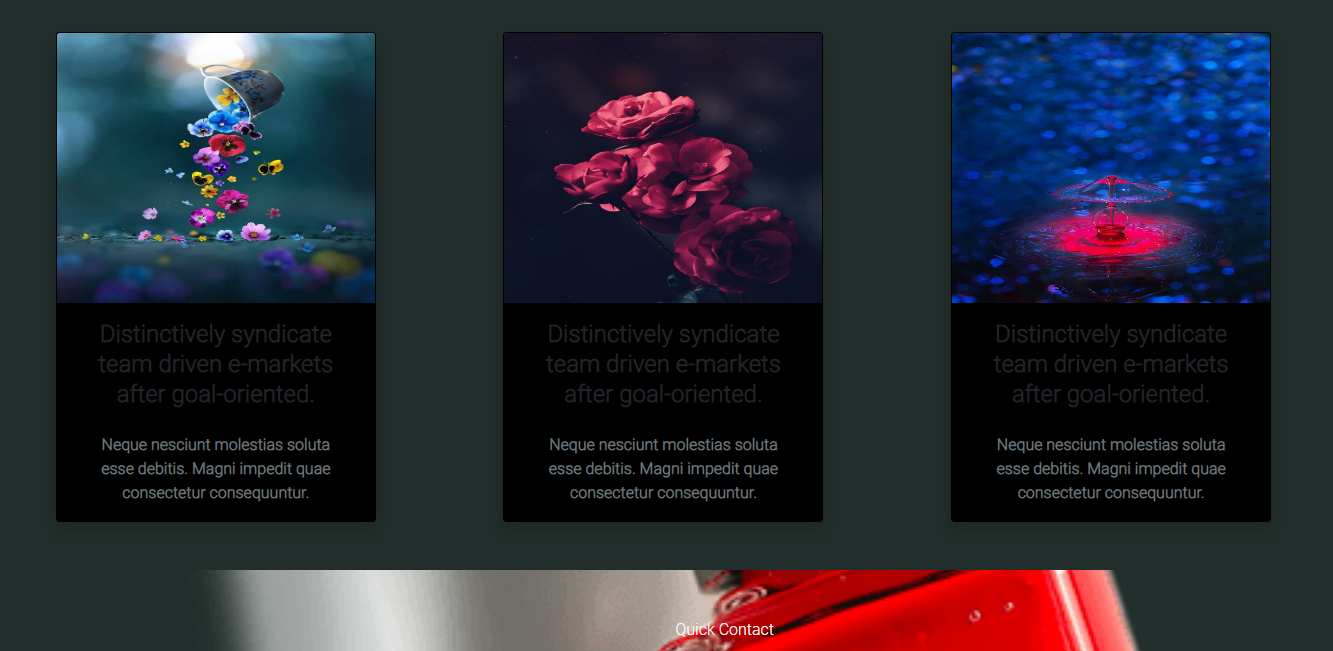 Distinctively syndicate
team driven e-markets
after goal-oriented.
Neque nesciunt molestias soluta
esse debitis. Magni impedit quae
consectetur consequuntur.
Distinctively syndicate
team driven e-markets
after goal-oriented.
Neque nesciunt molestias soluta
esse debitis. Magni impedit quae
consectetur consequuntur.
Distinctively syndicate
team driven e-markets
after goal-oriented.
Neque nesciunt molestias soluta
esse debitis. Magni impedit quae
consectetur consequuntur.
Quick Contact